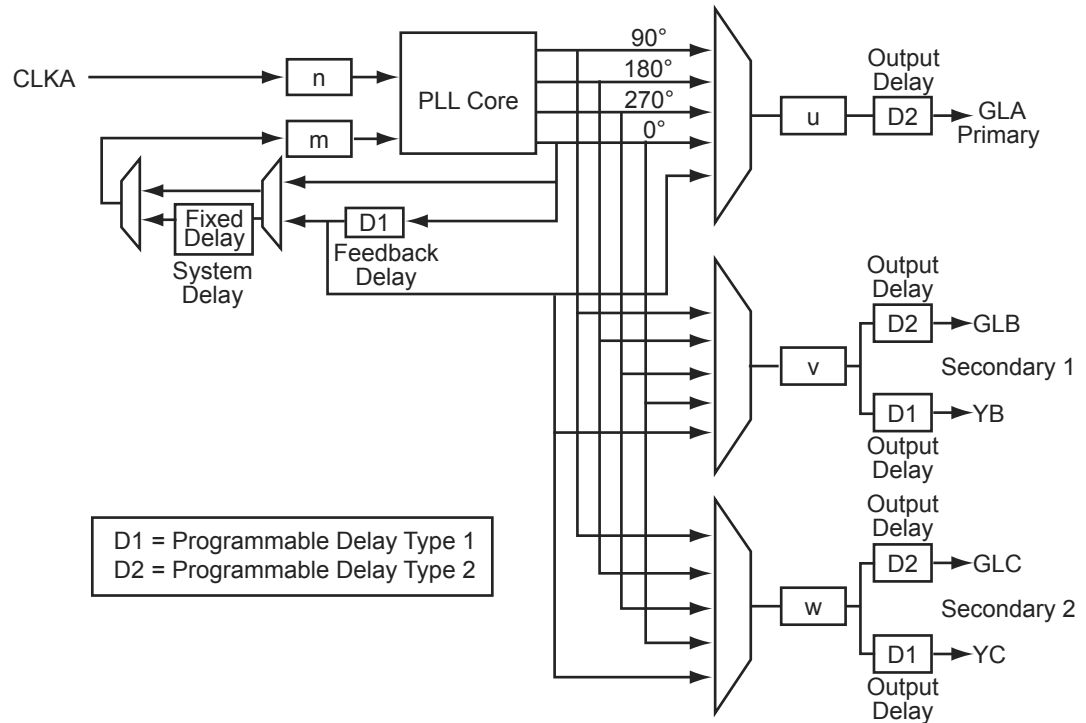 CLKA
n
m
PLL Core
90°
180°
270°
0°
Fixed
Delay
System
Delay
D1
Feedback
Delay
u
Output
Delay
D2
GLA
Primary
v
Output
Delay
D2
GLB
Secondary 1
D1
YB
Output
Delay
w
Output
Delay
D2
GLC
Secondary 2
D1
YC
Output
Delay
D1 = Programmable Delay Type 1
D2 = Programmable Delay Type 2